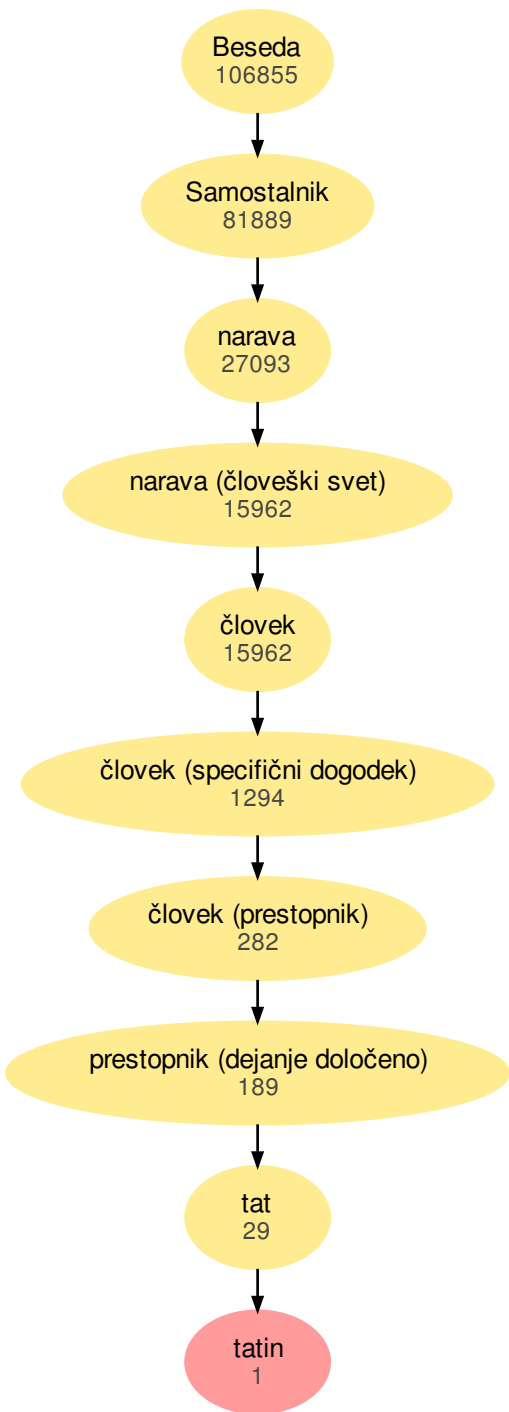 Beseda
106855
Samostalnik
81889
narava
27093
narava (človeški svet)
15962
človek
15962
človek (specifični dogodek)
1294
človek (prestopnik)
282
prestopnik (dejanje določeno)
189
tat
29
tatin
1